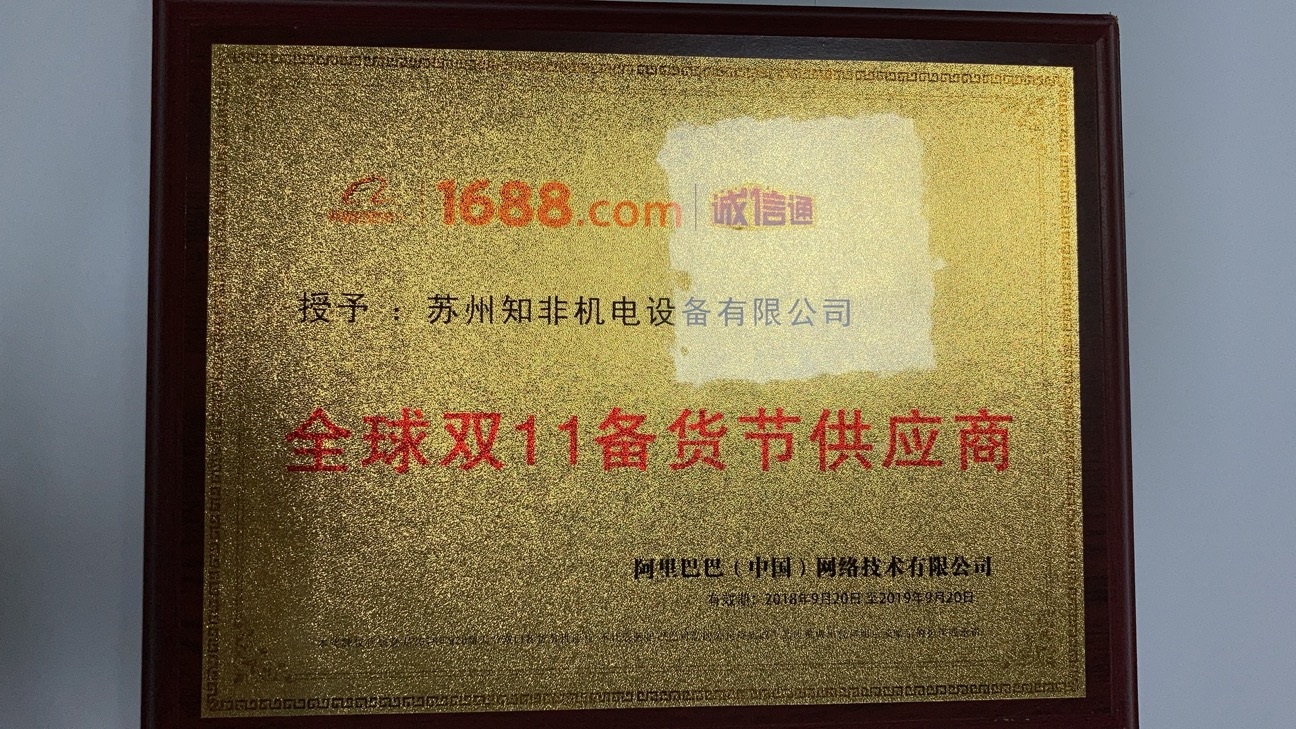 1688.com 诚信通
授予 : 苏州知非机电设备有限公司
全球双11备货节供应商
阿里巴巴（中国）网络技术有限公司
有效期：2018年9月20日至2019年9月20日